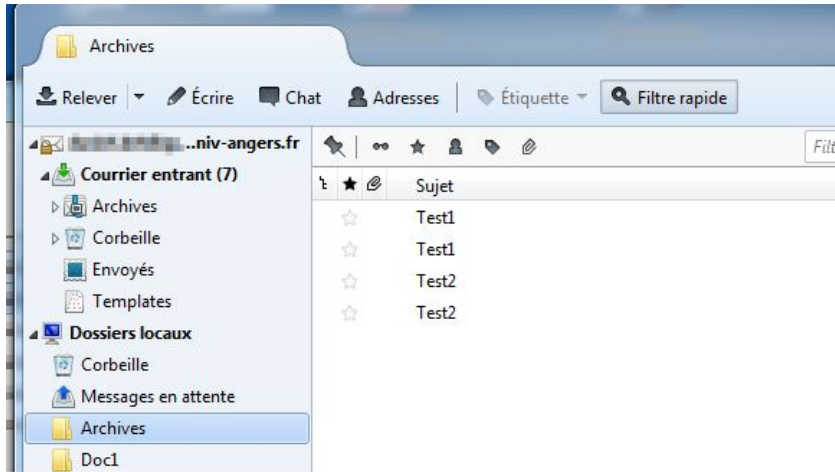 Archives
Relever Écrire Chat Adresses Étiquette Filtre rapide
..niv-angers.fr
Courrier entrant (7)
Archives
Corbeille
Envoyés
Templates
Dossiers locaux
Corbeille
Messages en attente
Archives
Doc1
Filt
Sujet
Test1
Test1
Test2
Test2